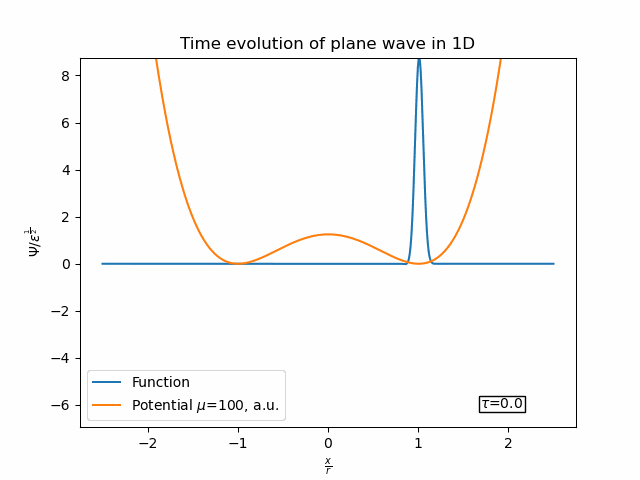 Time evolution of plane wave in 1D
8
6
4
2
0
−2
−4
−6
Ψ/ε^{1/2}
Function
Potential μ=100, a.u.
τ=0.0
−2 −1 0 1 2
x/r